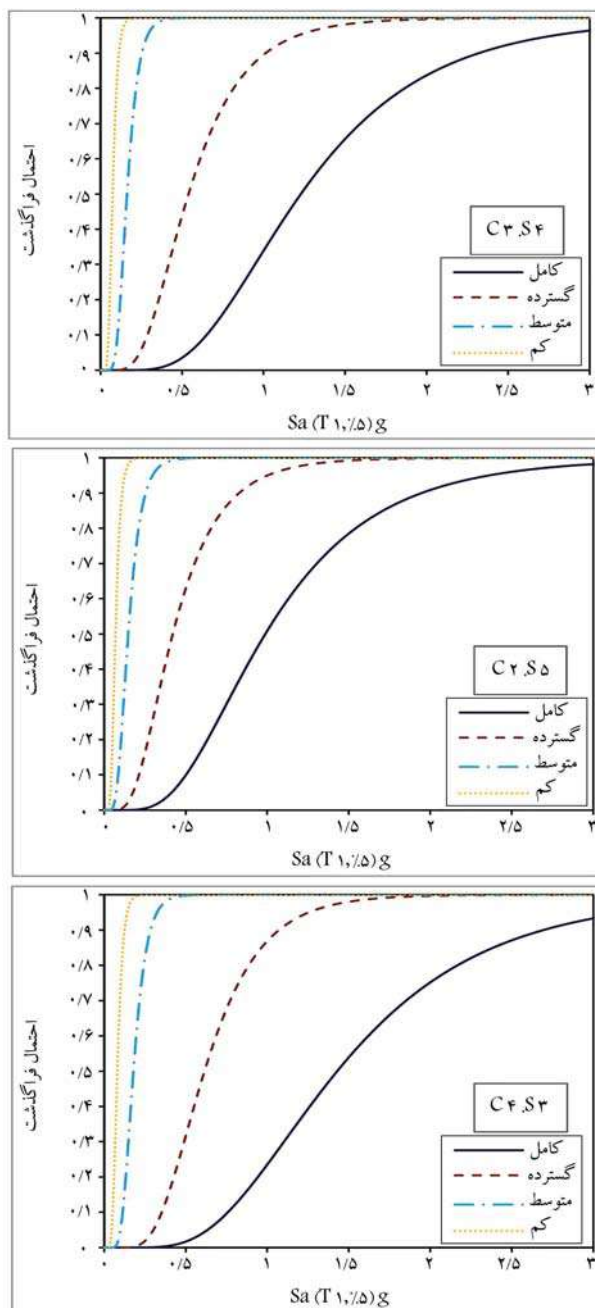 ۱
۰/۹
۰/۸
۰/۷
۰/۶
۰/۵
۰/۴
۰/۳
۰/۲
۰/۱
۰
احتمال فراگذشت
C۳.S۴
کامل
گسترده
متوسط
کم
۰/۵ ۱ ۱/۵ ۲ ۲/۵ ۳
Sa (T۱,٪۵) g
۱
۰/۹
۰/۸
۰/۷
۰/۶
۰/۵
۰/۴
۰/۳
۰/۲
۰/۱
۰
احتمال فراگذشت
C۲.S۵
کامل
گسترده
متوسط
کم
۰/۵ ۱ ۱/۵ ۲ ۲/۵ ۳
Sa (T۱,٪۵) g
۱
۰/۹
۰/۸
۰/۷
۰/۶
۰/۵
۰/۴
۰/۳
۰/۲
۰/۱
۰
احتمال فراگذشت
C۴.S۳
کامل
گسترده
متوسط
کم
۰/۵ ۱ ۱/۵ ۲ ۲/۵ ۳
Sa (T۱,٪۵) g